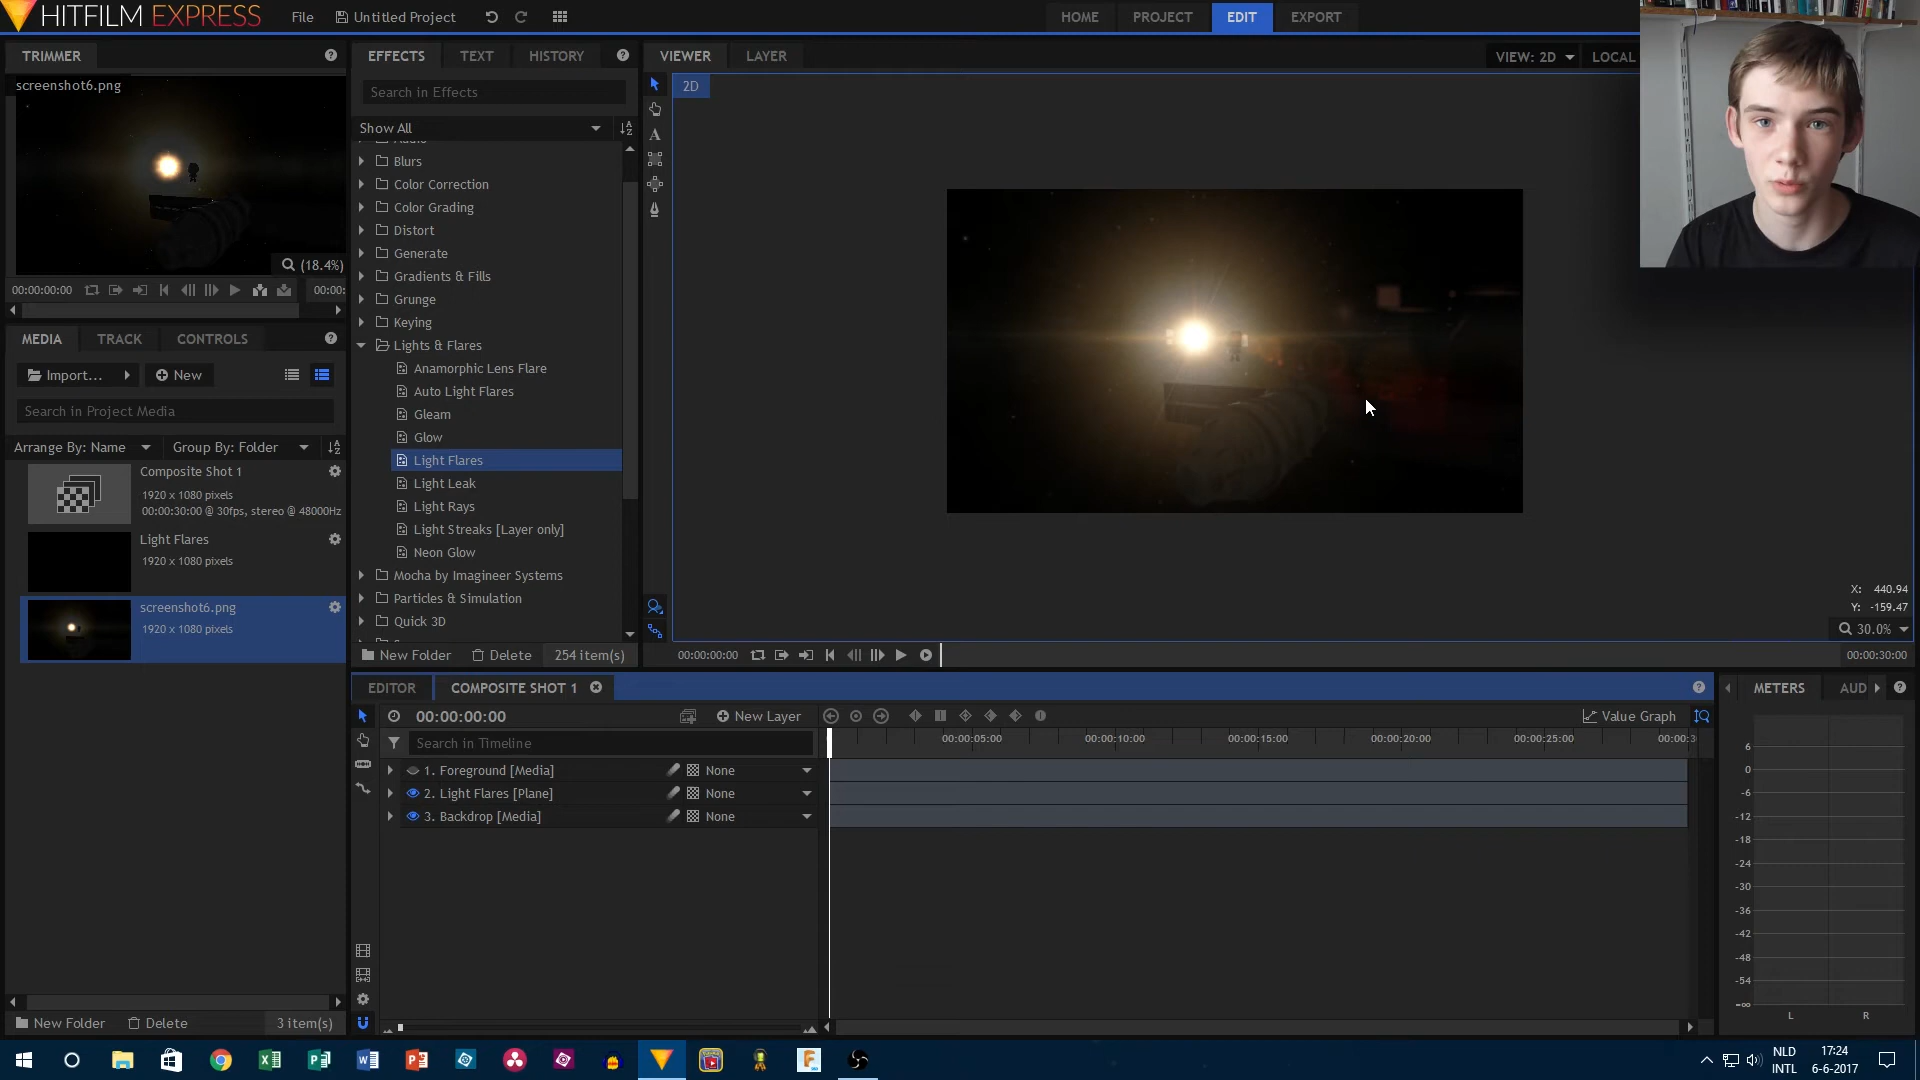 HITFILM EXPRESS File Untitled Project HOME PROJECT EDIT EXPORT
TRIMMER
screenshot6.png
(18.4%)
00:00:00:00 00:00:
MEDIA TRACK CONTROLS
Import... New
Search in Project Media
Arrange By: Name Group By: Folder
Composite Shot 1
1920 x 1080 pixels
00:00:30:00 @ 30fps, stereo @ 48000Hz
Light Flares
1920 x 1080 pixels
screenshot6.png
1920 x 1080 pixels
New Folder Delete 3 item(s)
EFFECTS TEXT HISTORY
Search in Effects
Show All
Audio
Blurs
Color Correction
Color Grading
Distort
Generate
Gradients & Fills
Grunge
Keying
Lights & Flares
Anamorphic Lens Flare
Auto Light Flares
Gleam
Glow
Light Flares
Light Leak
Light Rays
Light Streaks [Layer only]
Neon Glow
Mocha by Imagineer Systems
Particles & Simulation
Quick 3D
New Folder Delete 254 item(s)
VIEWER LAYER VIEW: 2D LOCAL
2D
A
X: 440.94
Y: -159.47
30.0%
00:00:00:00 00:00:30:00
EDITOR COMPOSITE SHOT 1
00:00:00:00 New Layer Value Graph
Search in Timeline
00:00:05:00 00:00:10:00 00:00:15:00 00:00:20:00 00:00:25:00 00:00:3
1. Foreground [Media] None
2. Light Flares [Plane] None
3. Backdrop [Media] None
METERS AUD
6
0
-6
-12
-18
-24
-30
-36
-42
-48
-54
-∞
L R
NLD
INTL
17:24
6-6-2017